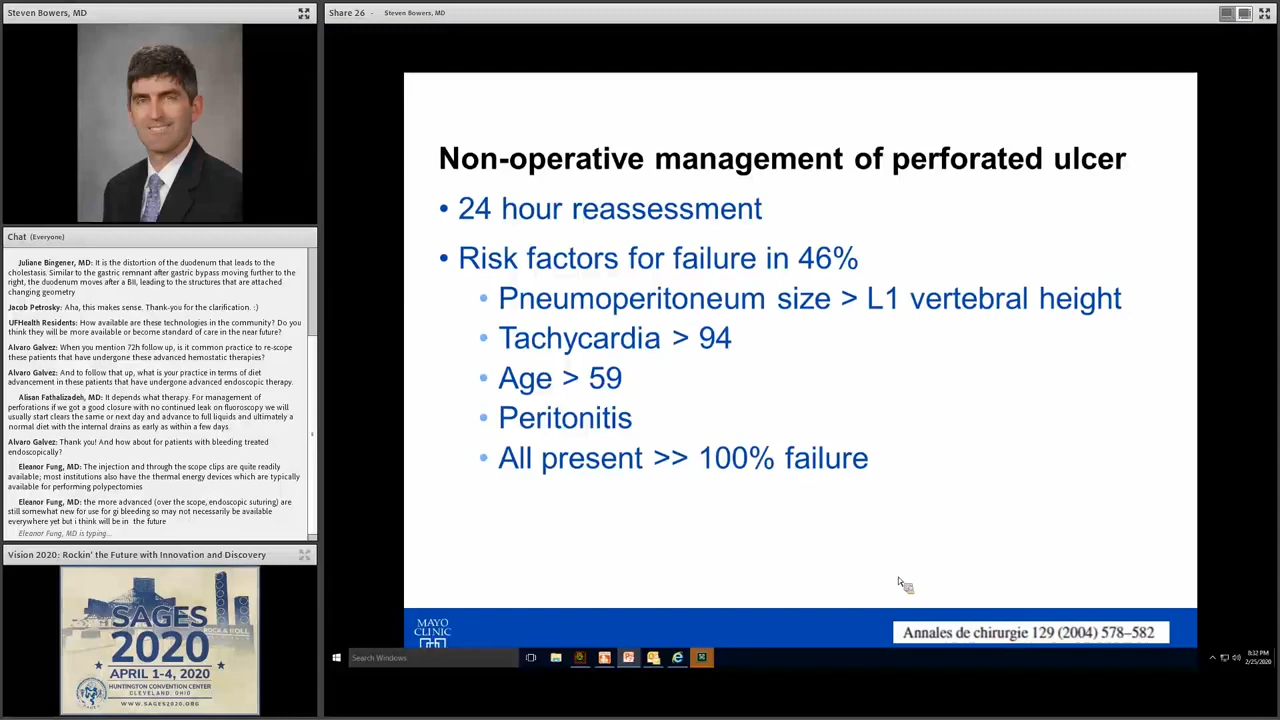 Steven Bowers, MD
Chat (Everyone)
Juliane Bingener, MD: It is the distortion of the duodenum that leads to the
cholestasis. Similar to the gastric remnant after gastric bypass moving further to the
right, the duodenum moves after a BII, leading to the structures that are attached
changing geometry
Jacob Petrosky: Aha, this makes sense. Thank-you for the clarification. :)
UFHealth Residents: How available are these technologies in the community? Do you
think they will be more available or become standard of care in the near future?
Alvaro Galvez: When you mention 72h follow up, is it common practice to re-scope
these patients that have undergone these advanced hemostatic therapies?
Alvaro Galvez: And to follow that up, what is your practice in terms of diet
advancement in these patients that have undergone advanced endoscopic therapy.
Alisan Fathalizadeh, MD: It depends what therapy. For management of
perforations if we got a good closure with no continued leak on fluoroscopy we will
usually start clears the same or next day and advance to full liquids and ultimately a
normal diet with the internal drains as early as within a few days
Alvaro Galvez: Thank you! And how about for patients with bleeding treated
endoscopically?
Eleanor Fung, MD: The injection and through the scope clips are quite readily
available; most institutions also have the thermal energy devices which are typically
available for performing polypectomies
Eleanor Fung, MD: the more advanced (over the scope, endoscopic suturing) are
still somewhat new for use for gi bleeding so may not necessarily be available
everywhere yet but i think will be in the future
Eleanor Fung, MD is typing...
Vision 2020: Rockin' the Future with Innovation and Discovery
ROCK & ROLL
SAGES
2020
APRIL 1-4, 2020
HUNTINGTON CONVENTION CENTER
CLEVELAND, OHIO
WWW.SAGES2020.ORG
Share 26 - Steven Bowers, MD
Non-operative management of perforated ulcer
• 24 hour reassessment
• Risk factors for failure in 46%
• Pneumoperitoneum size > L1 vertebral height
• Tachycardia > 94
• Age > 59
• Peritonitis
• All present >> 100% failure
MAYO
CLINIC
Annales de chirurgie 129 (2004) 578–582
Search Windows
8:32 PM
2/25/2020